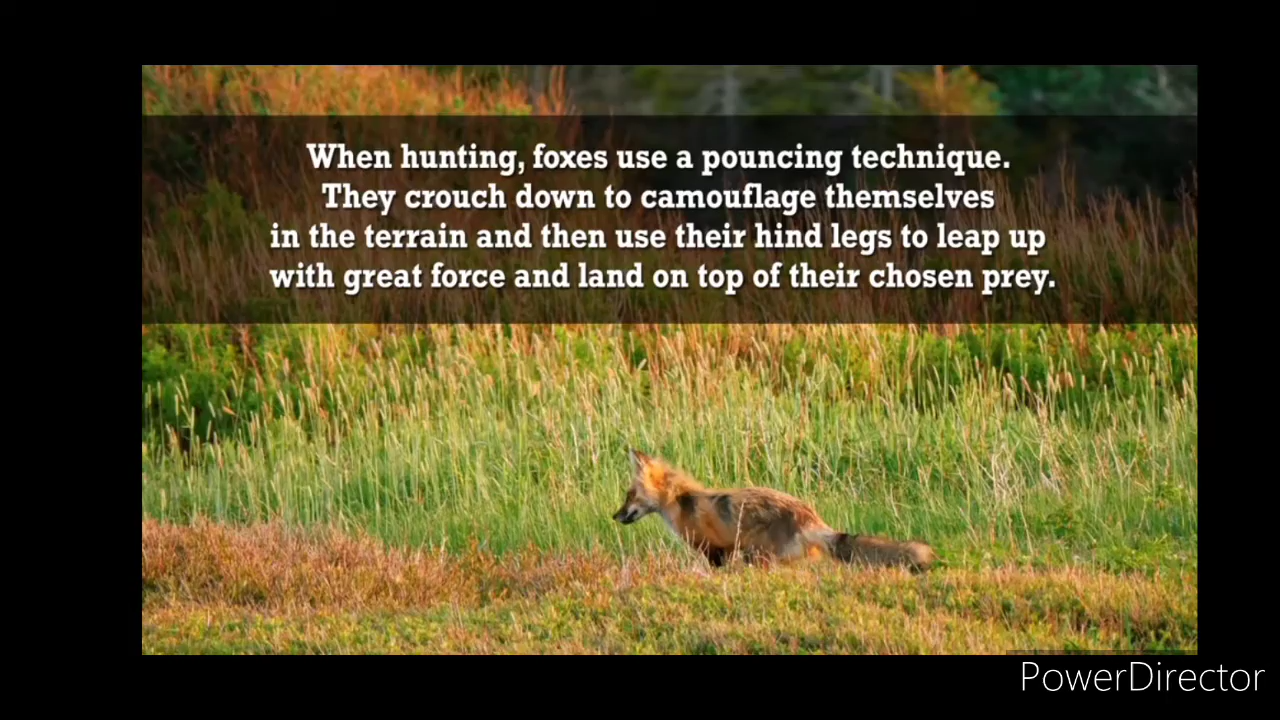 When hunting, foxes use a pouncing technique.
They crouch down to camouflage themselves
in the terrain and then use their hind legs to leap up
with great force and land on top of their chosen prey.
PowerDirector